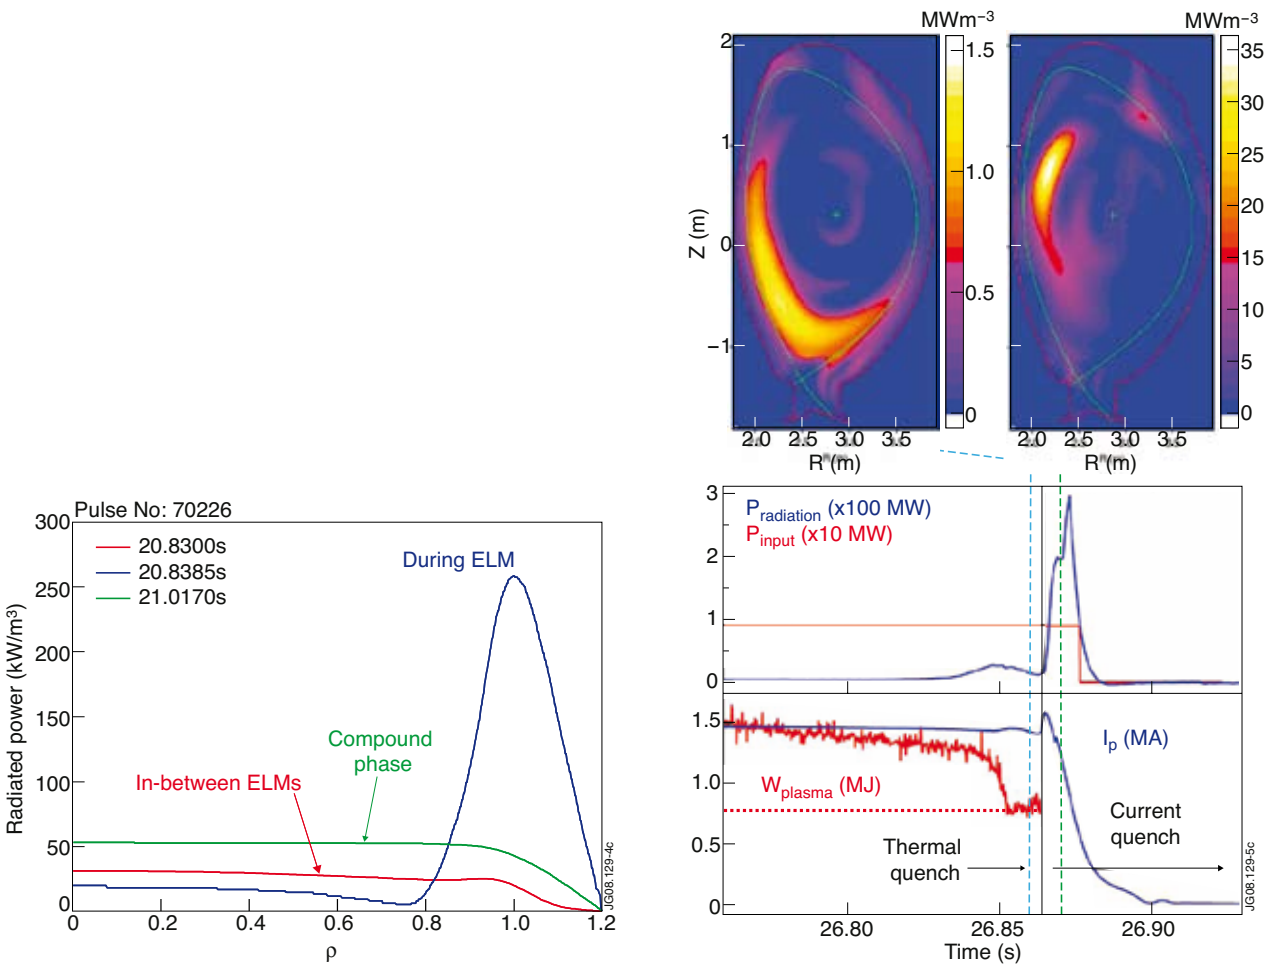 MWm⁻³
MWm⁻³
2
1
0
−1
Z (m)
1.5
1.0
0.5
0
35
30
25
20
15
10
5
0
2.0 2.5 3.0 3.5
R (m)
2.0 2.5 3.0 3.5
R (m)
Pulse No: 70226
300
250
200
150
100
50
0
Radiated power (kW/m³)
20.8300s
20.8385s
21.0170s
During ELM
Compound
phase
In-between ELMs
0 0.2 0.4 0.6 0.8 1.0 1.2
ρ
JG08.129-4c
3
2
1
0
Pradiation (x100 MW)
Pinput (x10 MW)
1.5
1.0
0.5
0
Ip (MA)
Wplasma (MJ)
Thermal
quench
Current
quench
26.80 26.85 26.90
Time (s)
JG08.129-5c